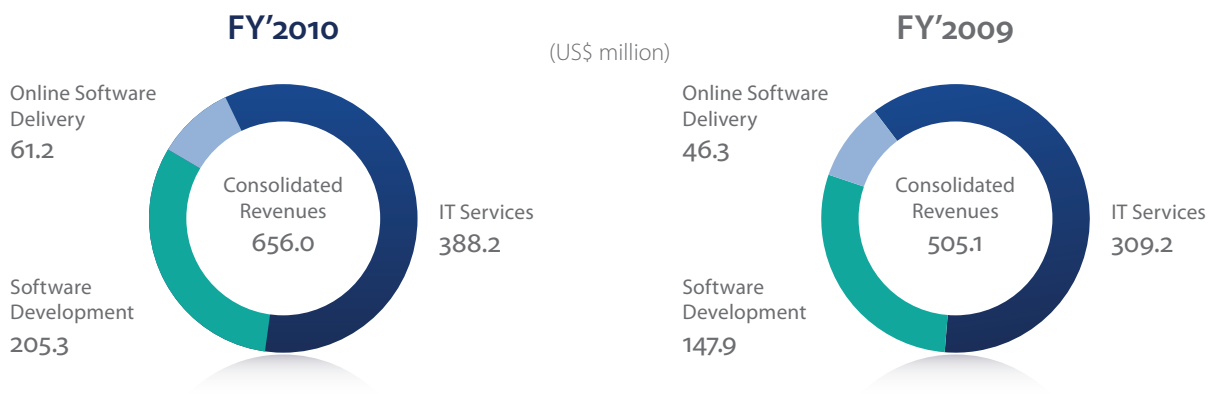 FY'2010
(US$ million)
FY'2009
Online Software
Delivery
61.2
Consolidated
Revenues
656.0
IT Services
388.2
Software
Development
205.3
Online Software
Delivery
46.3
Consolidated
Revenues
505.1
IT Services
309.2
Software
Development
147.9